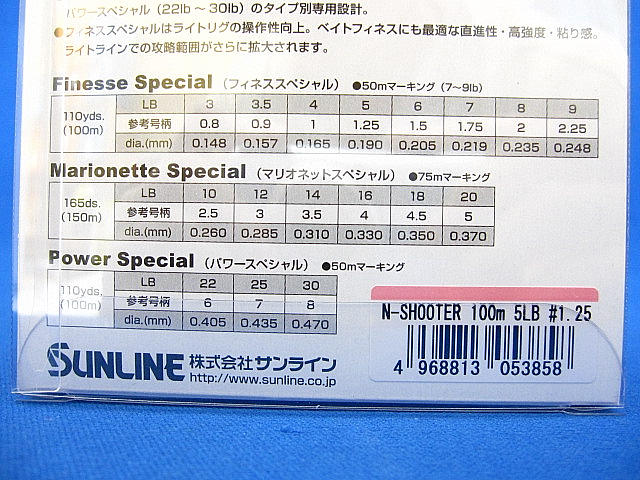 パワースペシャル（22lb～30lb）のタイプ別専用設計。
●フィネススペシャルはライトリグの操作性向上。ベイトフィネスにも最適な直進性・高強度・粘り感。
ライトラインでの攻略範囲がさらに拡大されます。
Finesse Special（フィネススペシャル） ●50mマーキング（7～9lb）
110yds. (100m)
LB 3 3.5 4 5 6 7 8 9
参考号柄 0.8 0.9 1 1.25 1.5 1.75 2 2.25
dia.(mm) 0.148 0.157 0.165 0.190 0.205 0.219 0.235 0.248
Marionette Special（マリオネットスペシャル） ●75mマーキング
165ds. (150m)
LB 10 12 14 16 18 20
参考号柄 2.5 3 3.5 4 4.5 5
dia.(mm) 0.260 0.285 0.310 0.330 0.350 0.370
Power Special（パワースペシャル） ●50mマーキング
110yds. (100m)
LB 22 25 30
参考号柄 6 7 8
dia.(mm) 0.405 0.435 0.470
N-SHOOTER 100m 5LB #1.25
4 968813 053858
SUNLINE 株式会社サンライン
http://www.sunline.co.jp